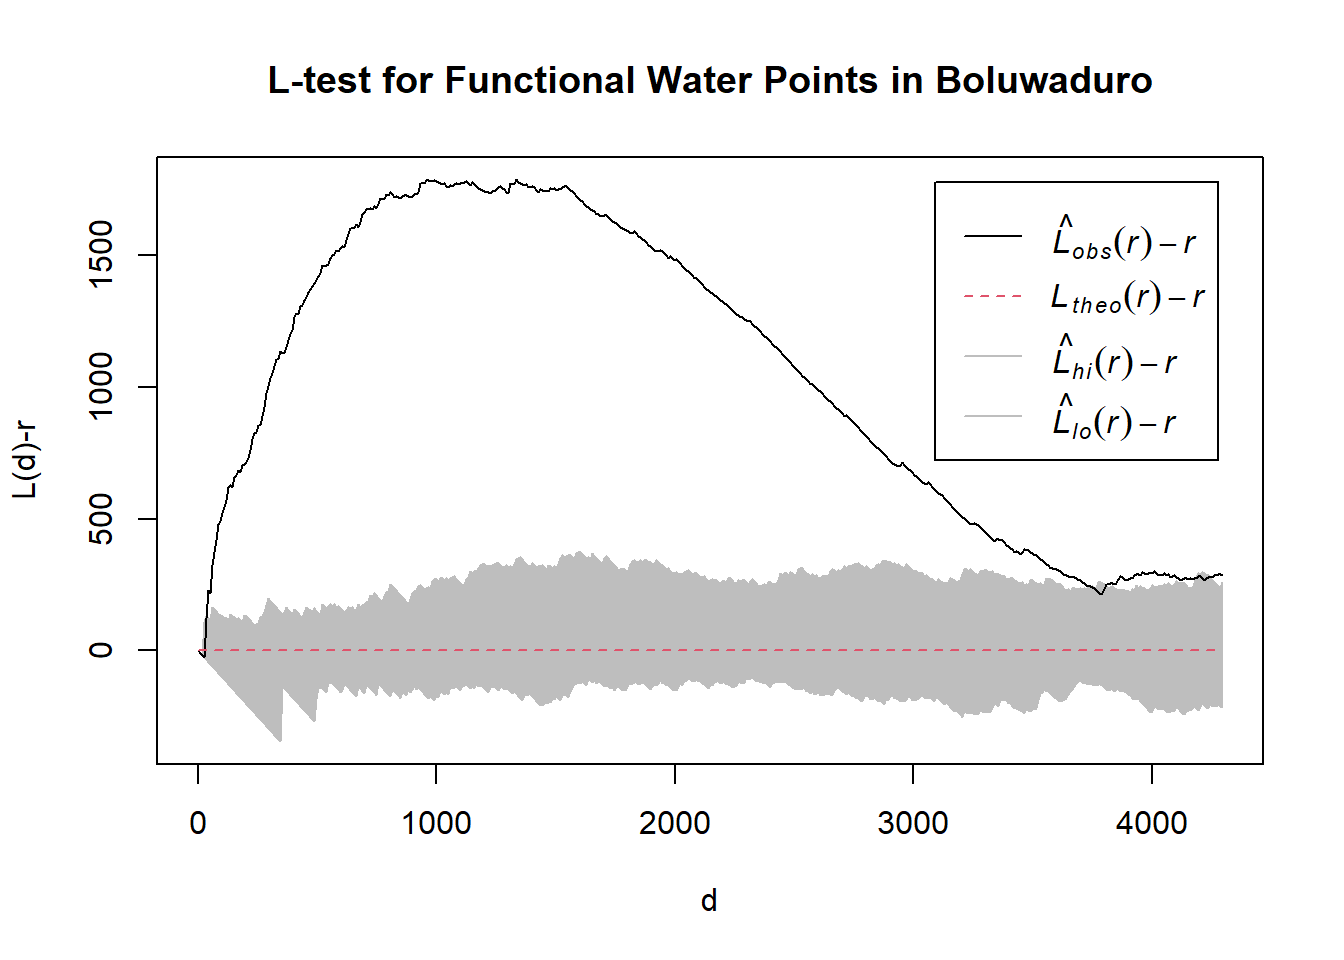 L-test for Functional Water Points in Boluwaduro
L̂obs(r) − r
Ltheo(r) − r
L̂hi(r) − r
L̂lo(r) − r
L(d)-r
1500
1000
500
0
0 1000 2000 3000 4000
d